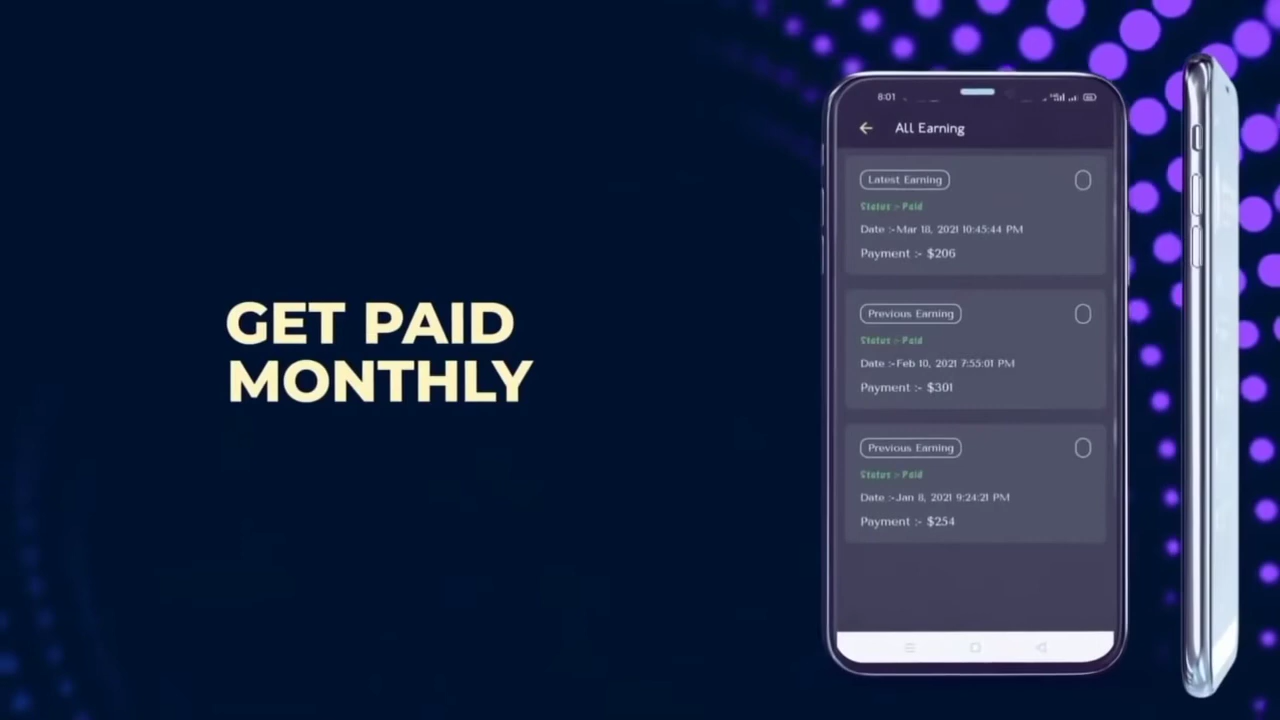 GET PAID
MONTHLY
8:01
All Earning
Latest Earning
Status :- Paid
Date :-Mar 18, 2021 10:45:44 PM
Payment :- $206
Previous Earning
Status :- Paid
Date :-Feb 10, 2021 7:55:01 PM
Payment :- $301
Previous Earning
Status :- Paid
Date :-Jan 8, 2021 9:24:21 PM
Payment :- $254